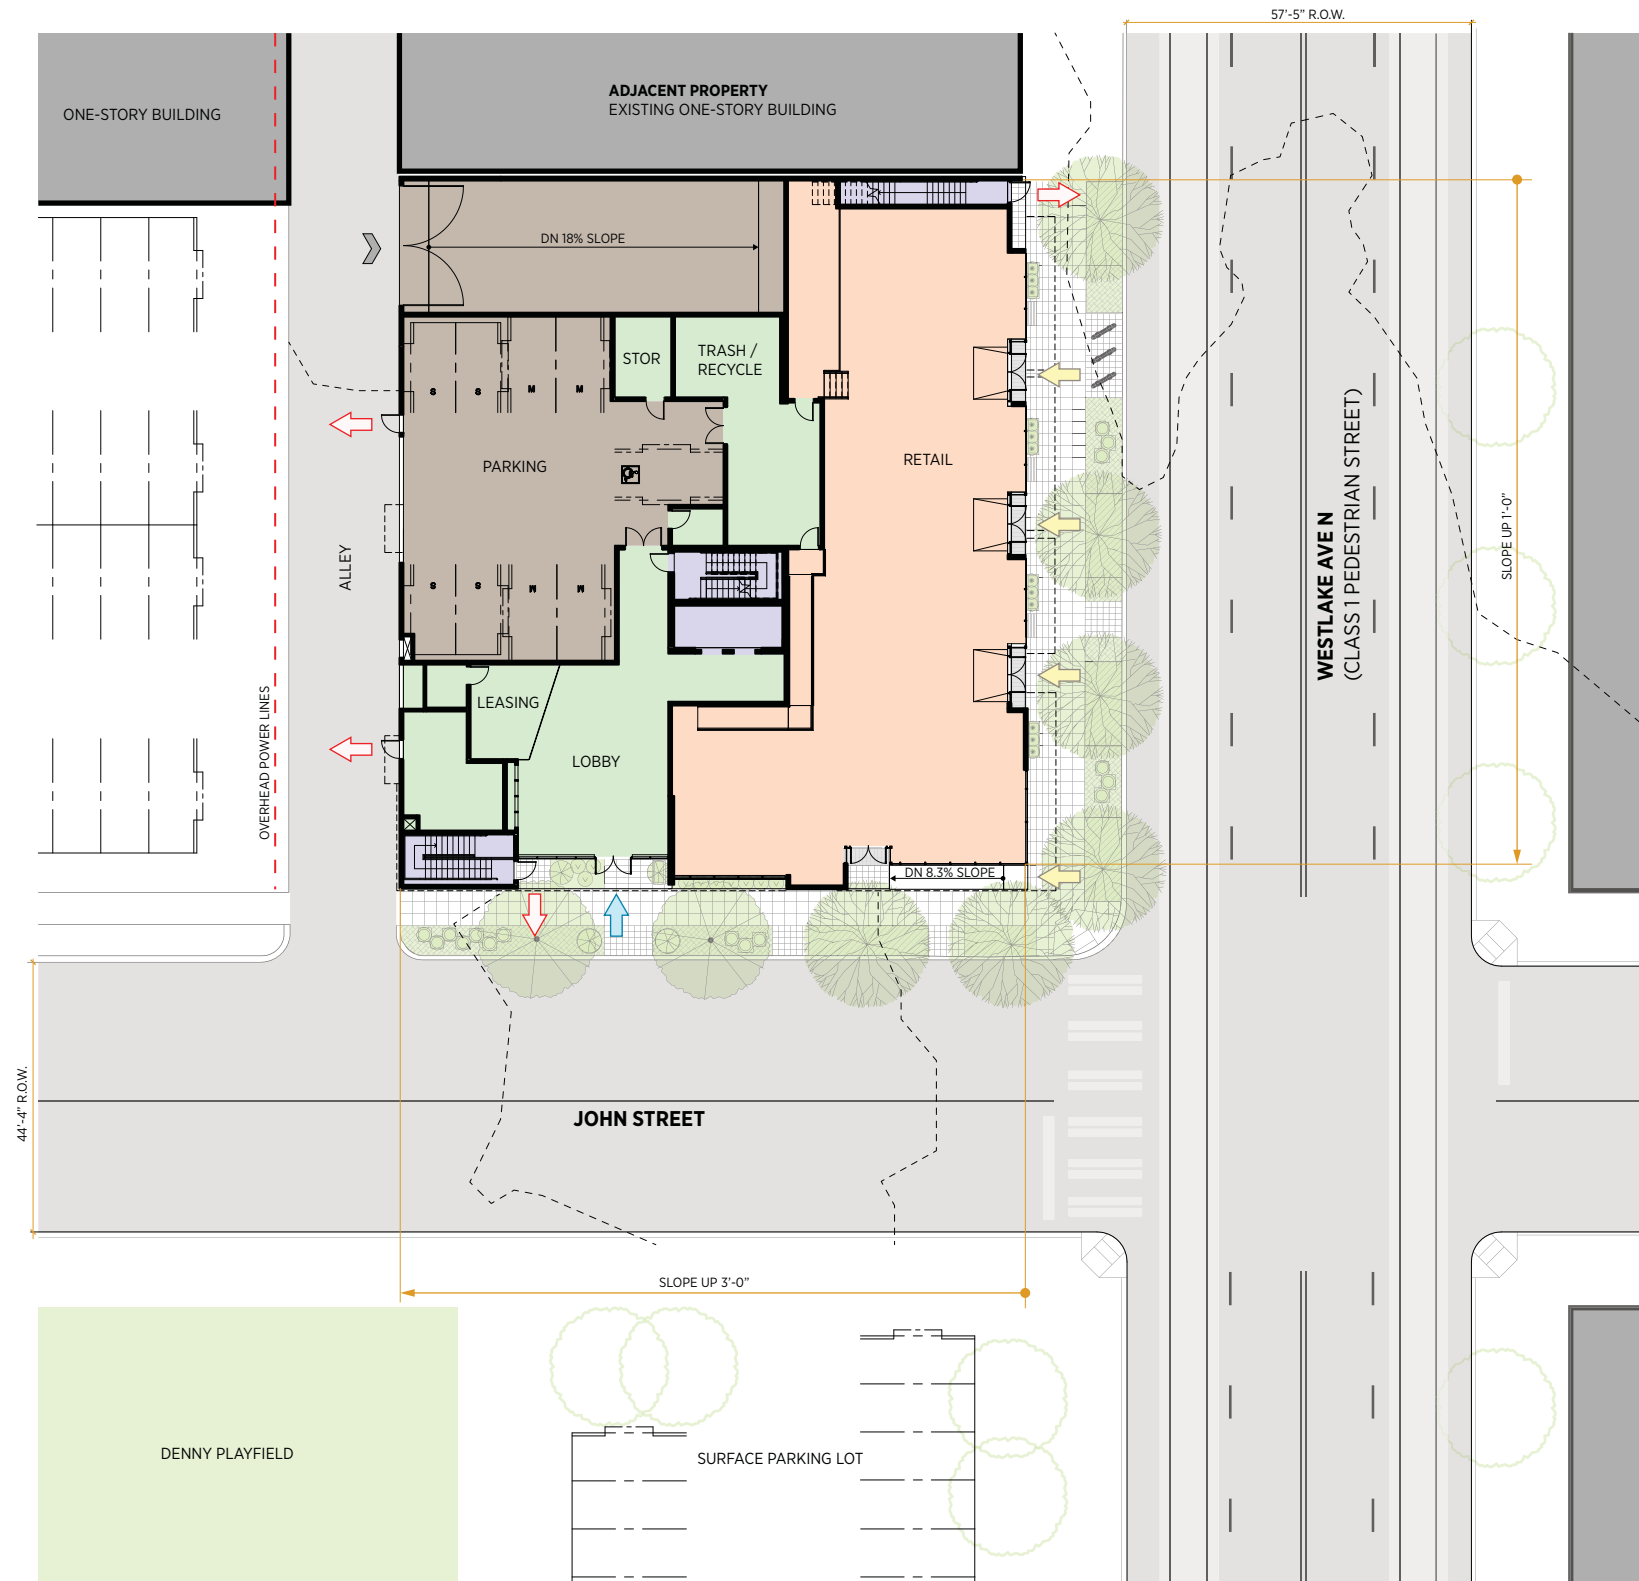 57'-5" R.O.W.
ONE-STORY BUILDING
ADJACENT PROPERTY
EXISTING ONE-STORY BUILDING
DN 18% SLOPE
STOR
TRASH /
RECYCLE
S
S
M
M
PARKING
RETAIL
ALLEY
S
S
M
M
WESTLAKE AVE N
(CLASS 1 PEDESTRIAN STREET)
SLOPE UP 1'-0"
LEASING
LOBBY
OVERHEAD POWER LINES
DN 8.3% SLOPE
44'-4" R.O.W.
JOHN STREET
SLOPE UP 3'-0"
DENNY PLAYFIELD
SURFACE PARKING LOT